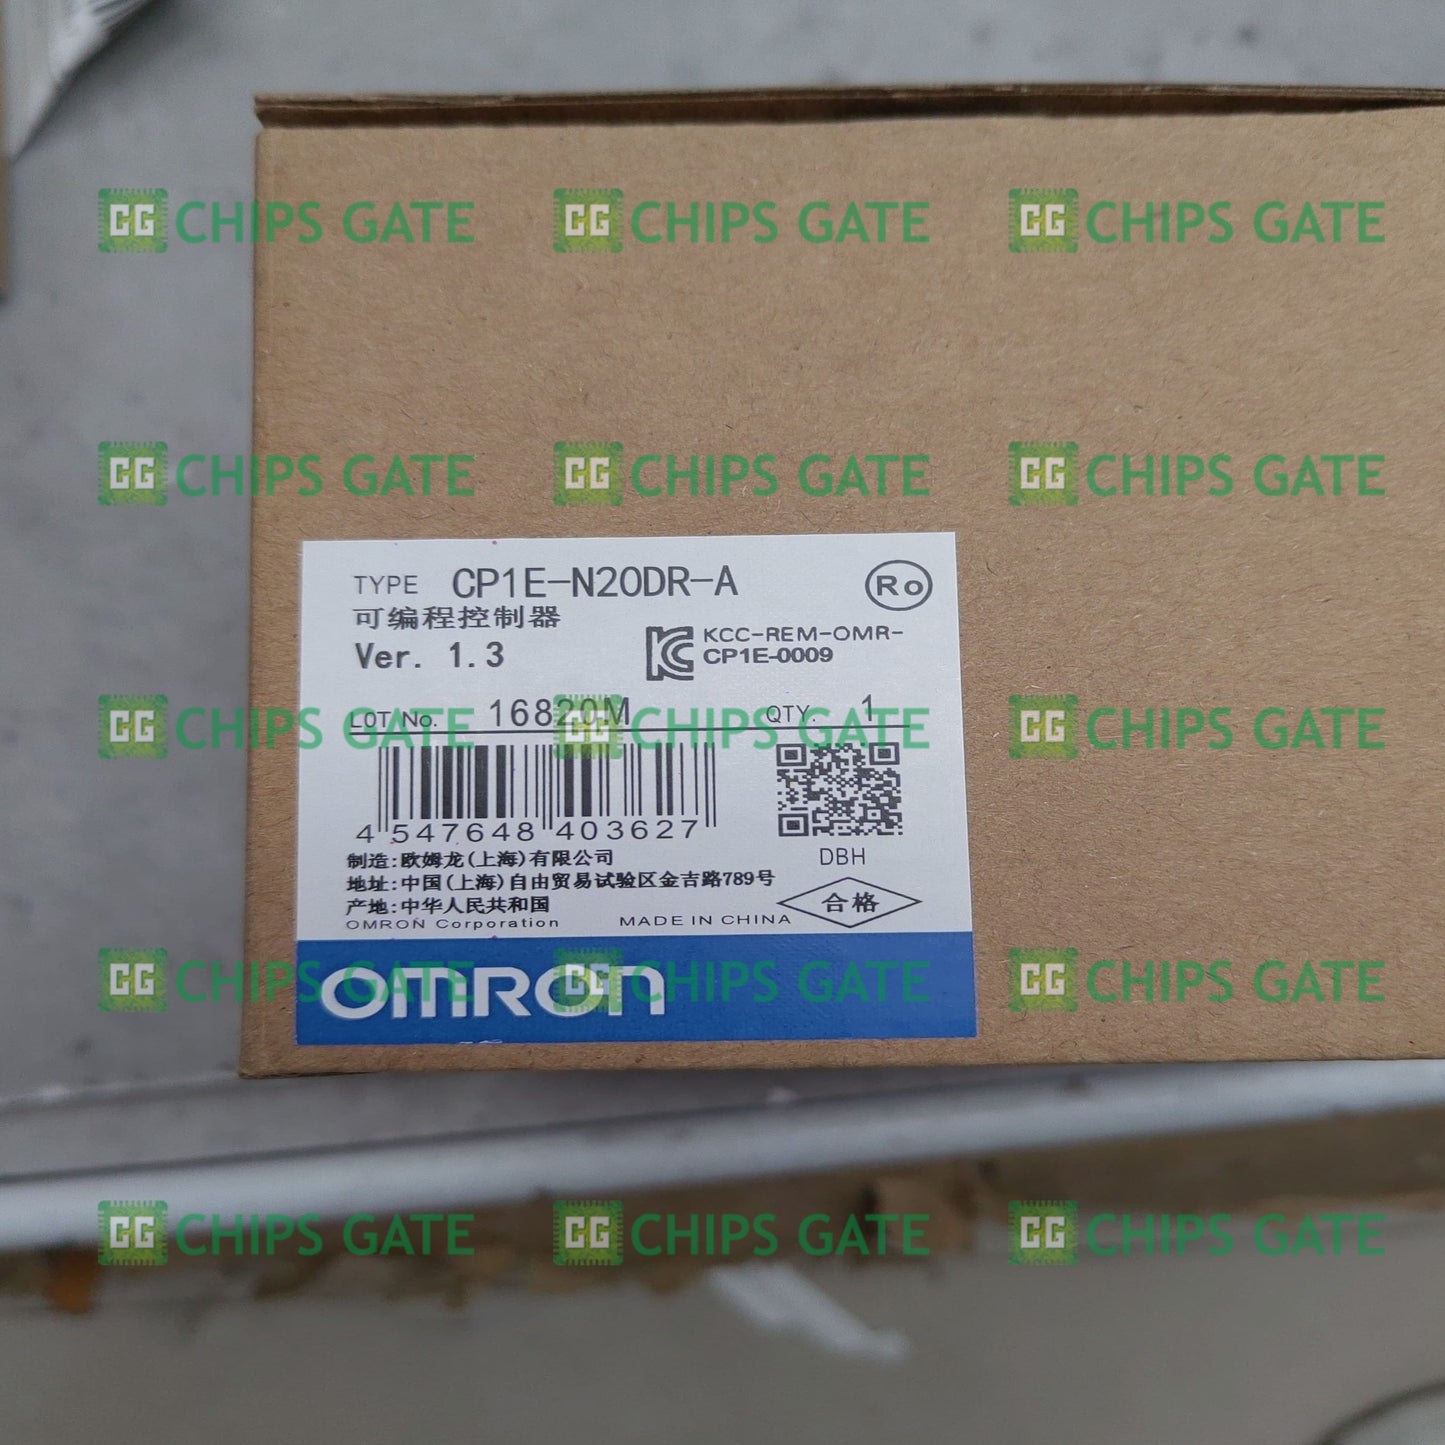 CG CHIPS GATE CG CHIPS GATE CG CHIPS GATE
CG CHIPS GATE CG CHIPS GATE CG CHIPS GATE
TYPE CP1E-N20DR-A
Ro
可编程控制器
KC KCC-REM-OMR-
CP1E-0009
Ver. 1.3
LOT No. 16820M QTY. 1
CG CHIPS GATE CG CHIPS GATE CG CHIPS GATE
4 547648 403627
DBH
制造:欧姆龙(上海)有限公司
地址:中国(上海)自由贸易试验区金吉路789号
产地:中华人民共和国
合格
OMRON Corporation MADE IN CHINA
OMRON
CG CHIPS GATE CG CHIPS GATE CG CHIPS GATE
CG CHIPS GATE CG CHIPS GATE CG CHIPS GATE